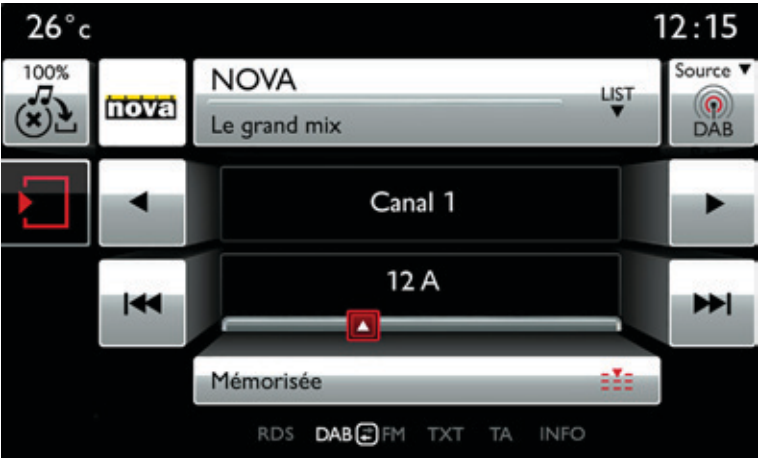 26°c
12:15
100%
nova
NOVA
Le grand mix
LIST
Source
DAB
Canal 1
12 A
Mémorisée
RDS DAB FM TXT TA INFO